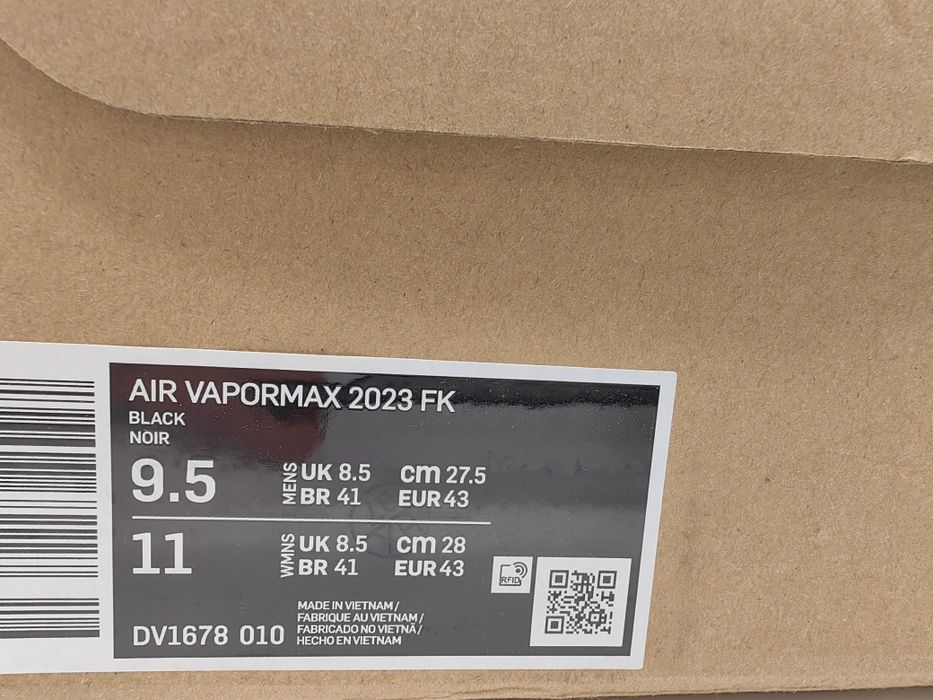 AIR VAPORMAX 2023 FK
BLACK
NOIR
9.5 MENS UK 8.5 cm 27.5
BR 41 EUR 43
11 WMNS UK 8.5 cm 28
BR 41 EUR 43
RFID
MADE IN VIETNAM /
FABRIQUE AU VIETNAM /
FABRICADO NO VIETNÃ /
HECHO EN VIETNAM
DV1678 010